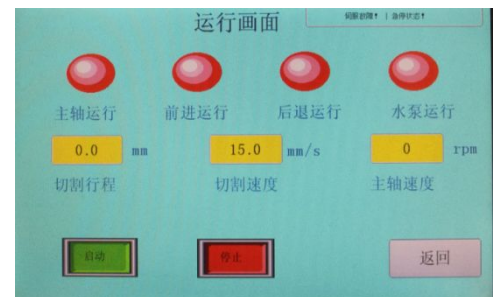 运行画面
伺服故障！ | 急停状态！
主轴运行 前进运行 后退运行 水泵运行
0.0 mm 15.0 mm/s 0 rpm
切割行程 切割速度 主轴速度
启动 停止 返回